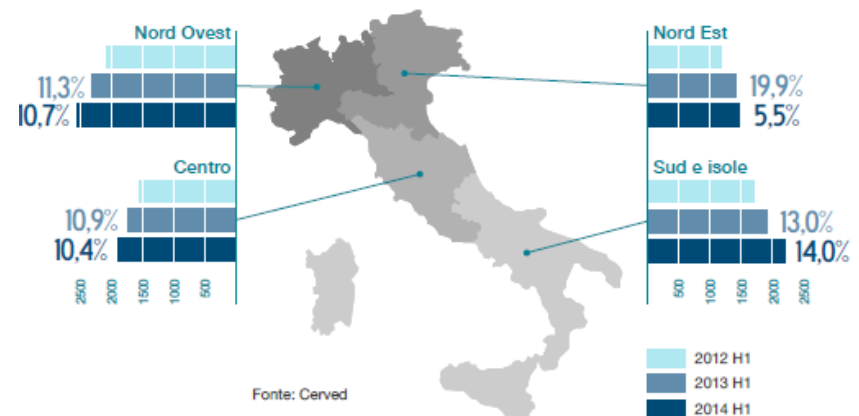 Nord Ovest
11,3%
10,7%
Centro
10,9%
10,4%
2500 2000 1500 1000 500
Nord Est
19,9%
5,5%
Sud e isole
13,0%
14,0%
500 1000 1500 2000 2500
Fonte: Cerved
2012 H1
2013 H1
2014 H1